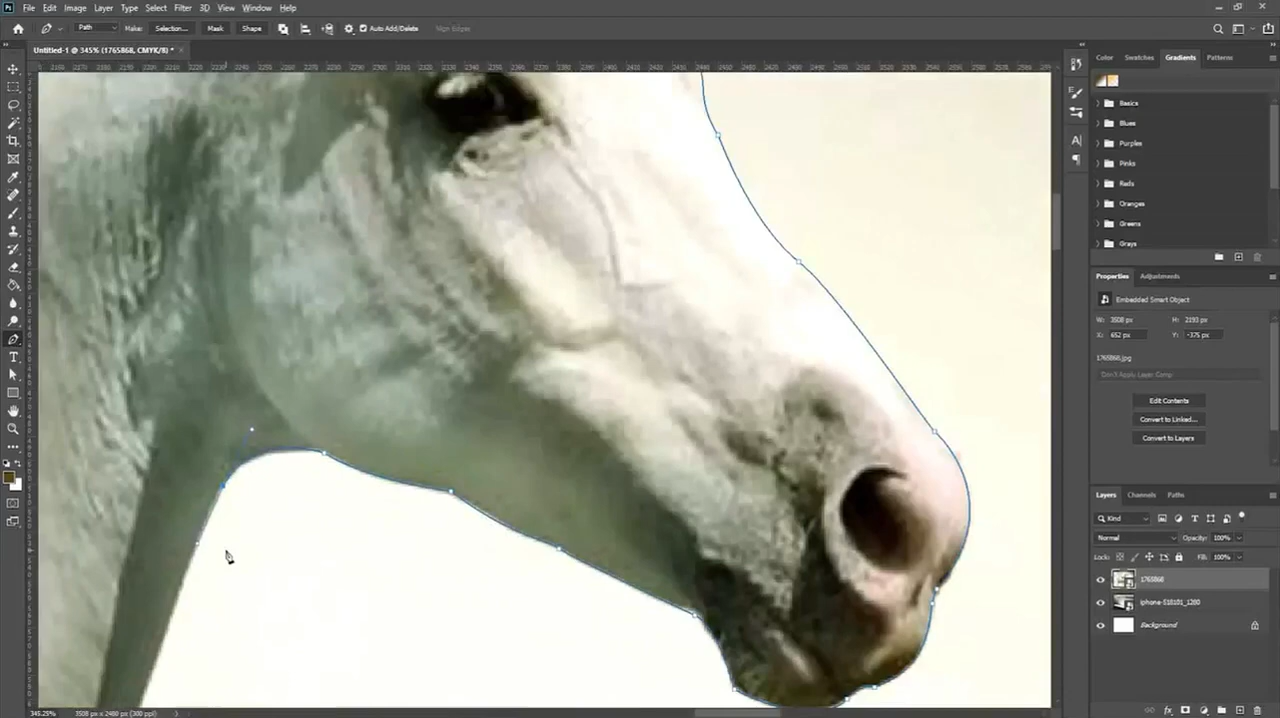 File Edit Image Layer Type Select Filter 3D View Window Help
Path Make: Selection... Mask Shape Auto Add/Delete Align Edges
Untitled-1 @ 345% (1765868, CMYK/8) *
Color Swatches Gradients Patterns
Basics
Blues
Purples
Pinks
Reds
Oranges
Greens
Grays
Properties Adjustments
Embedded Smart Object
W: 3508 px H: 2193 px
X: 652 px Y: -375 px
1765868.jpg
Don't Apply Layer Comp
Edit Contents
Convert to Linked...
Convert to Layers
Layers Channels Paths
Kind
Normal Opacity: 100%
Lock: Fill: 100%
1765868
iphone-518101_1280
Background
345.25% 3508 px x 2480 px (300 ppi)